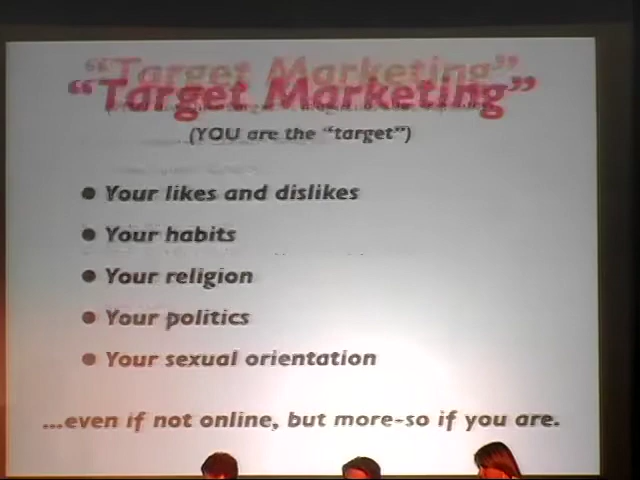 “Target Marketing”
(YOU are the “target”)
● Your likes and dislikes
● Your habits
● Your religion
● Your politics
● Your sexual orientation
...even if not online, but more-so if you are.